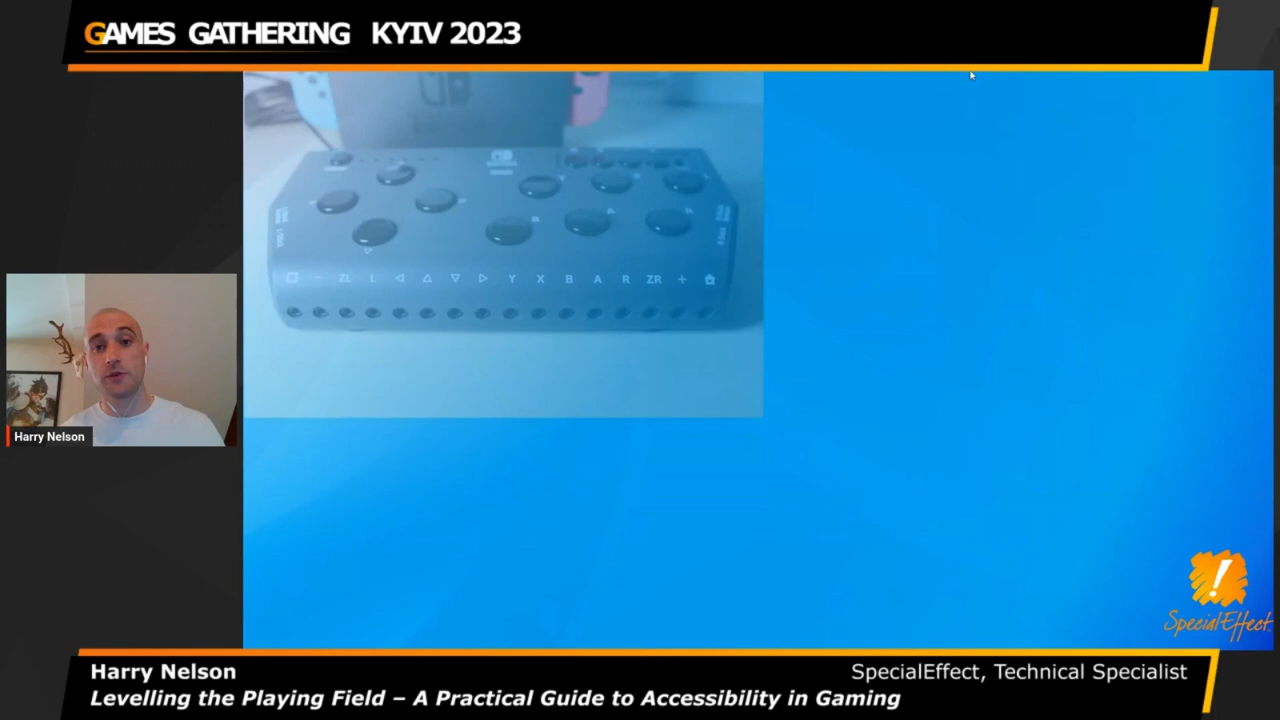 GAMES GATHERING KYIV 2023
ZL L Y X B A R ZR +
Harry Nelson
SpecialEffect
Harry Nelson
SpecialEffect, Technical Specialist
Levelling the Playing Field – A Practical Guide to Accessibility in Gaming